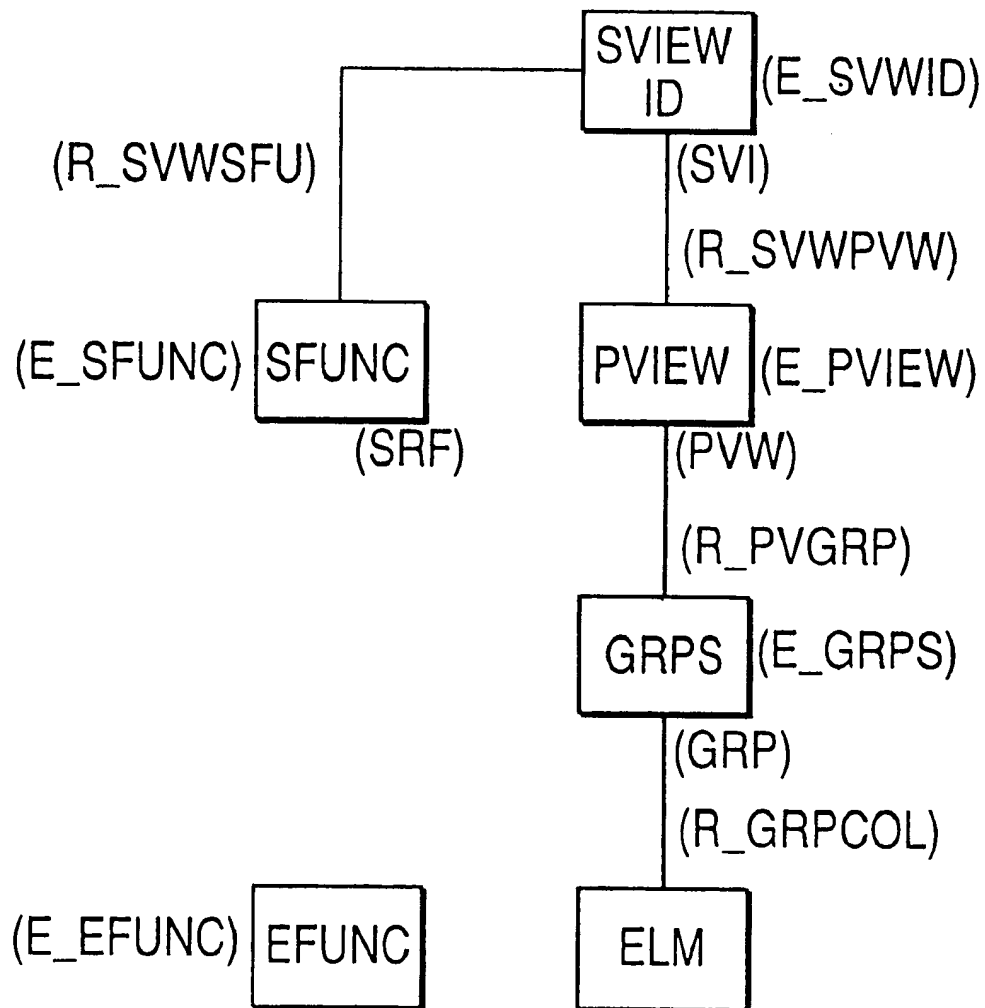 SVIEW
ID
(E_SVWID)
(R_SVWSFU)
(SVI)
(R_SVWPVW)
(E_SFUNC)
SFUNC
PVIEW
(E_PVIEW)
(SRF)
(PVW)
(R_PVGRP)
GRPS
(E_GRPS)
(GRP)
(R_GRPCOL)
(E_EFUNC)
EFUNC
ELM